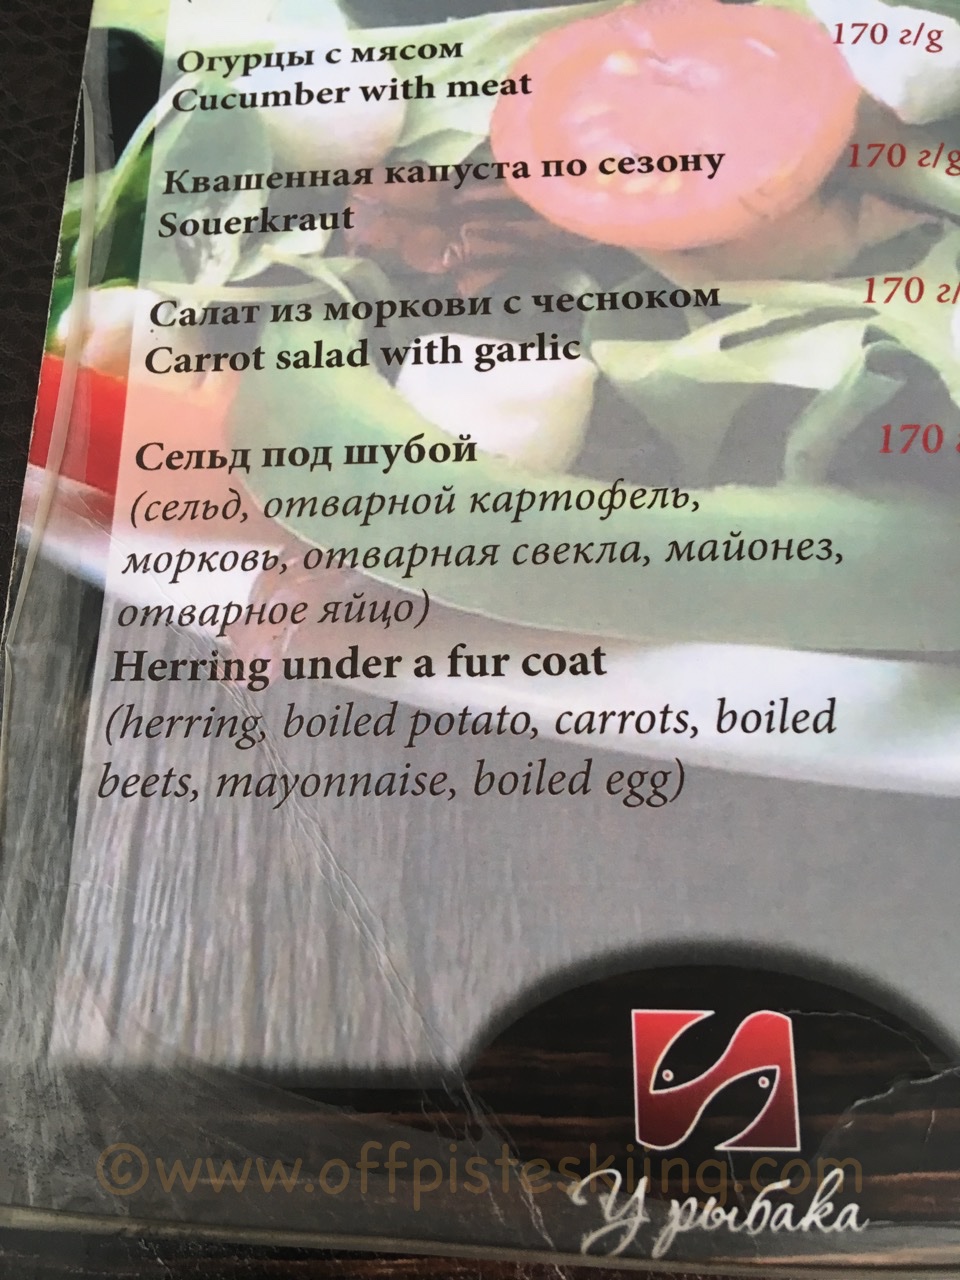 Огурцы с мясом 170 г/g
Cucumber with meat
Квашенная капуста по сезону 170 г/g
Souerkraut
Салат из моркови с чесноком 170 г/
Carrot salad with garlic
Сельд под шубой 170
(сельд, отварной картофель,
морковь, отварная свекла, майонез,
отварное яйцо)
Herring under a fur coat
(herring, boiled potato, carrots, boiled
beets, mayonnaise, boiled egg)
©www.offpisteskiing.com
У рыбака